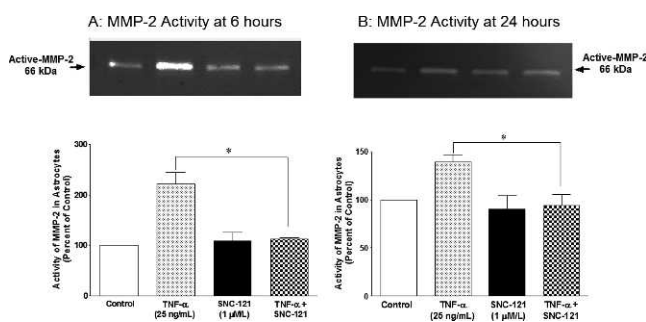 A: MMP-2 Activity at 6 hours
Active-MMP-2
66 kDa
Activity of MMP-2 in Astrocytes
(Percent of Control)
300
200
100
0
*
Control
TNF-α
(25 ng/mL)
SNC-121
(1 µM/L)
TNF-α+
SNC-121
B: MMP-2 Activity at 24 hours
Active-MMP-2
66 kDa
Activity of MMP-2 in Astrocytes
(Percent of Control)
150
100
50
0
*
Control
TNF-α
(25 ng/mL)
SNC-121
(1 µM/L)
TNF-α+
SNC-121